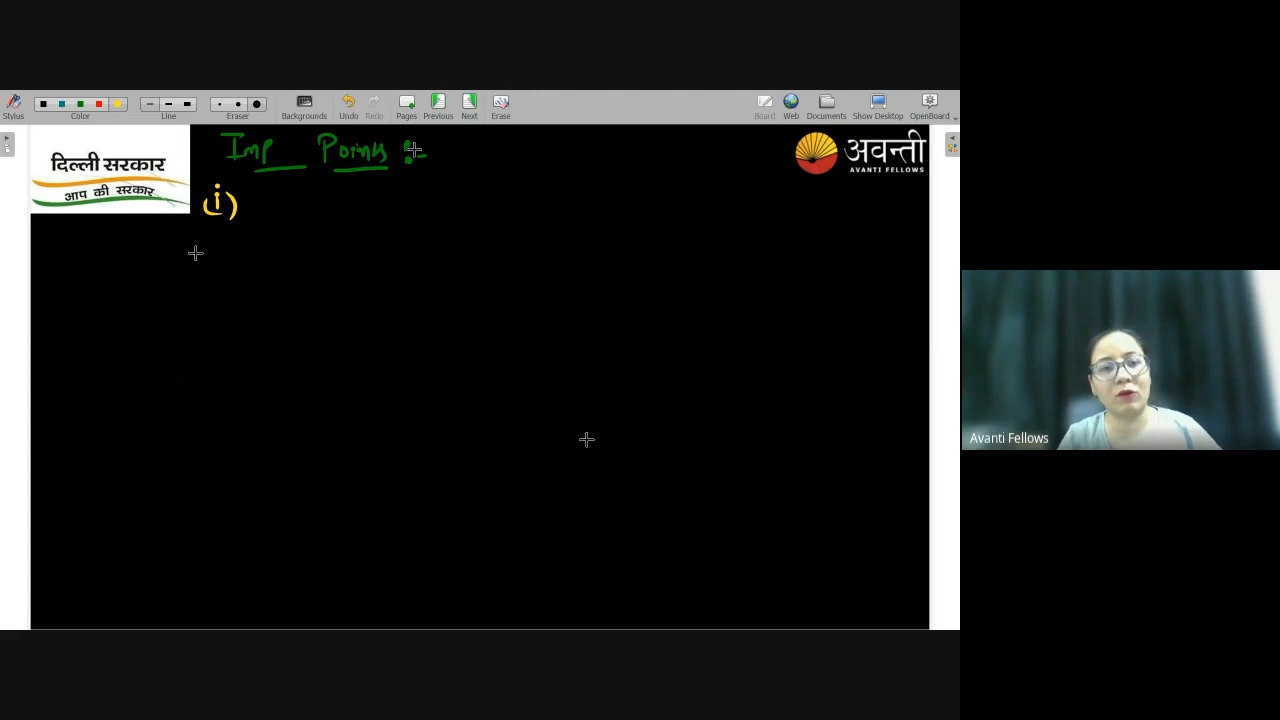 Stylus Color Line Eraser Backgrounds Undo Redo Pages Previous Next Erase Board Web Documents Show Desktop OpenBoard
दिल्ली सरकार
आप की सरकार
Imp Points :-
अवन्ती
AVANTI FELLOWS
(i)
Avanti Fellows